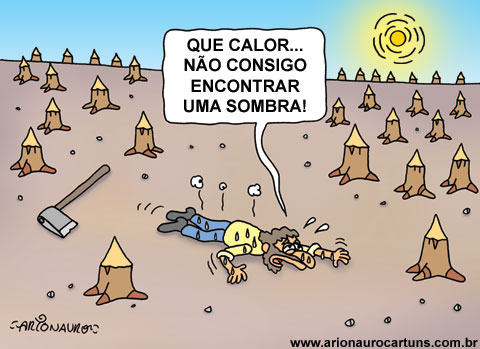 QUE CALOR...
NÃO CONSIGO
ENCONTRAR
UMA SOMBRA!
ARIONAURO
www.arionaurocartuns.com.br